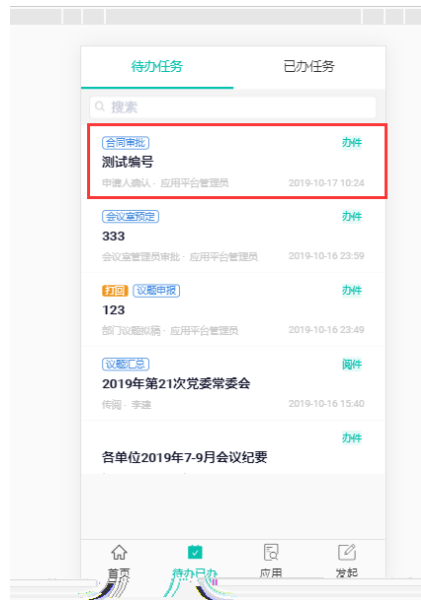 待办任务 已办任务
搜索
合同审批 办件
测试编号
申请人确认 · 应用平台管理员 2019-10-17 10:24
会议室预定 办件
333
会议室管理员审批 · 应用平台管理员 2019-10-16 23:59
打回 议题申报 办件
123
部门议题拟稿 · 应用平台管理员 2019-10-16 23:49
议题汇总 阅件
2019年第21次党委常委会
传阅 · 李建 2019-10-16 15:40
办件
各单位2019年7-9月会议纪要
首页 待办已办 应用 发起